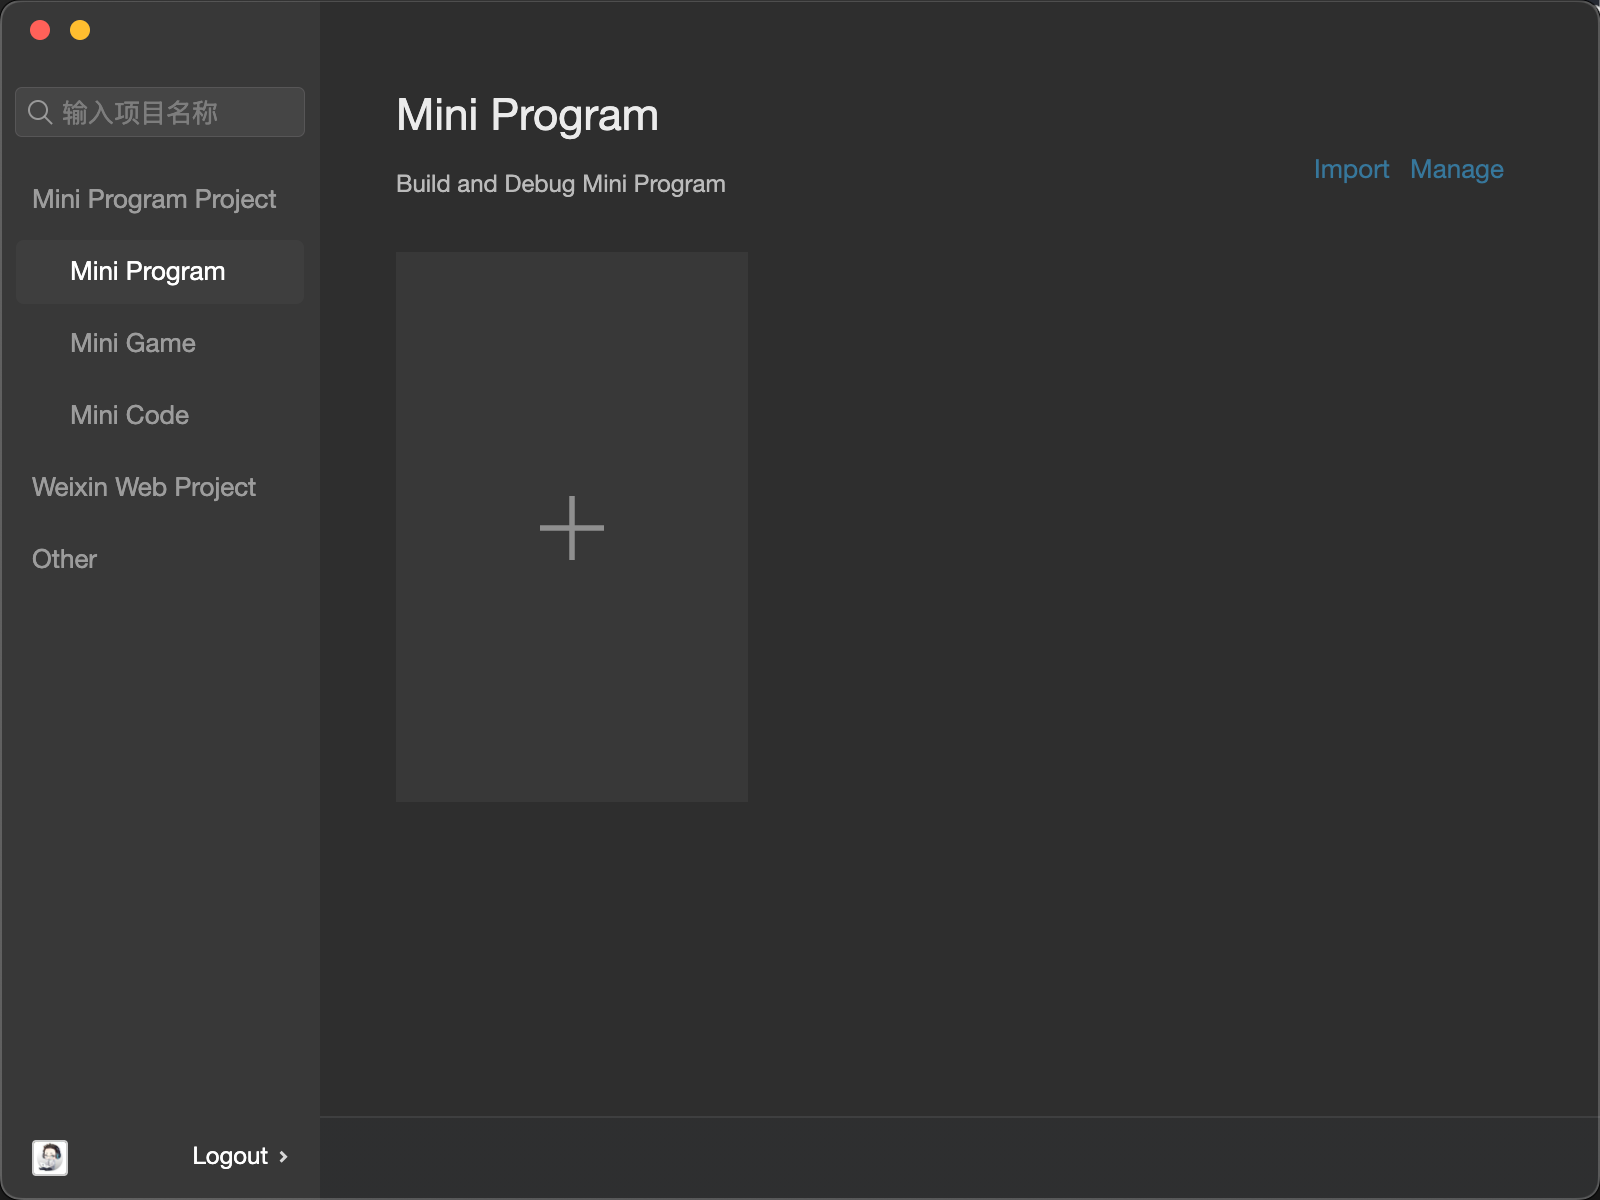 输入项目名称
Mini Program Project
Mini Program
Mini Game
Mini Code
Weixin Web Project
Other
Logout
Mini Program
Build and Debug Mini Program
Import Manage